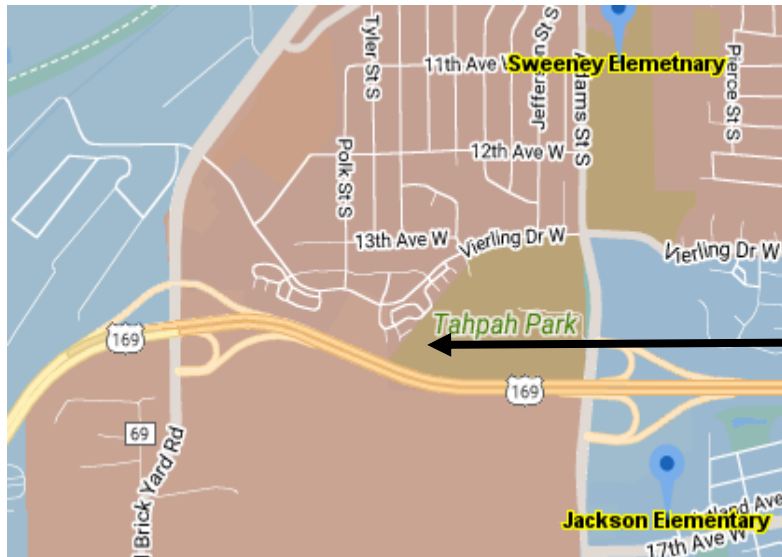 Tyler St S
11th Ave W
Sweeney Elemetnary
Jefferson St S
Adams St S
Pierce St S
Polk St S
12th Ave W
13th Ave W
Vierling Dr W
Vierling Dr W
Tahpah Park
169
169
69
Brick Yard Rd
Jackson Elementary
17th Ave W